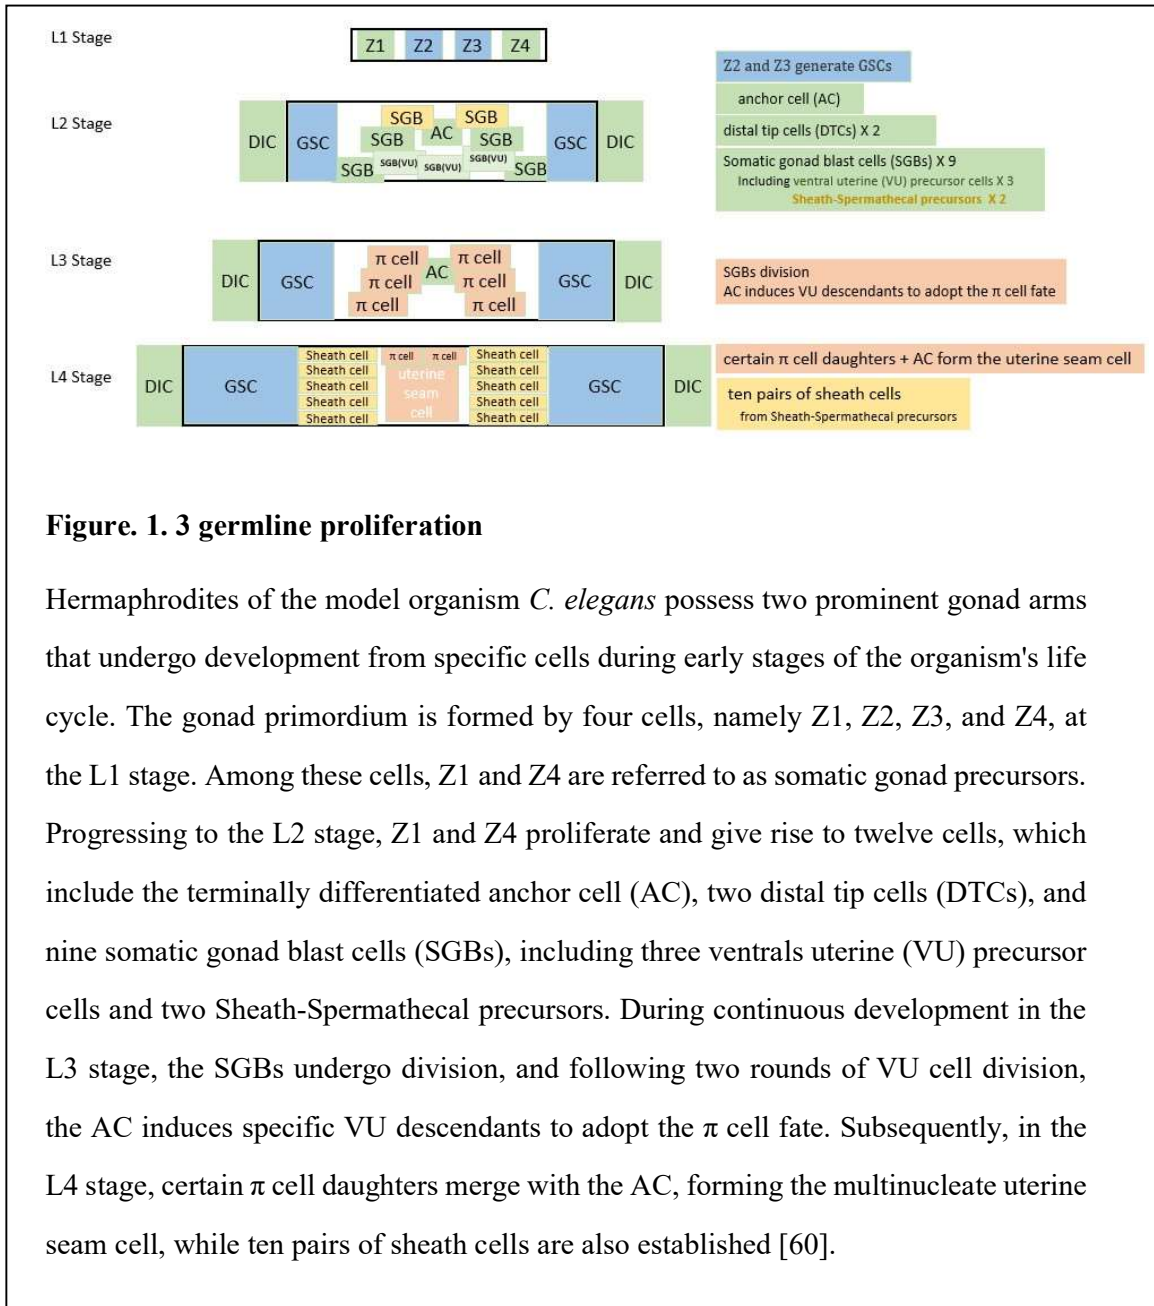 L1 Stage
Z1 Z2 Z3 Z4
Z2 and Z3 generate GSCs
anchor cell (AC)
distal tip cells (DTCs) X 2
Somatic gonad blast cells (SGBs) X 9
Including ventral uterine (VU) precursor cells X 3
Sheath-Spermathecal precursors X 2
L2 Stage
DIC GSC SGB SGB GSC DIC
SGB AC SGB
SGB SGB(VU) SGB(VU) SGB(VU) SGB
L3 Stage
DIC GSC π cell AC π cell GSC DIC
π cell π cell
π cell π cell
SGBs division
AC induces VU descendants to adopt the π cell fate
L4 Stage
DIC GSC Sheath cell π cell π cell Sheath cell GSC DIC
Sheath cell uterine Sheath cell
Sheath cell seam Sheath cell
Sheath cell cell Sheath cell
Sheath cell Sheath cell
certain π cell daughters + AC form the uterine seam cell
ten pairs of sheath cells
from Sheath-Spermathecal precursors
Figure. 1. 3 germline proliferation
Hermaphrodites of the model organism C. elegans possess two prominent gonad arms
that undergo development from specific cells during early stages of the organism's life
cycle. The gonad primordium is formed by four cells, namely Z1, Z2, Z3, and Z4, at
the L1 stage. Among these cells, Z1 and Z4 are referred to as somatic gonad precursors.
Progressing to the L2 stage, Z1 and Z4 proliferate and give rise to twelve cells, which
include the terminally differentiated anchor cell (AC), two distal tip cells (DTCs), and
nine somatic gonad blast cells (SGBs), including three ventrals uterine (VU) precursor
cells and two Sheath-Spermathecal precursors. During continuous development in the
L3 stage, the SGBs undergo division, and following two rounds of VU cell division,
the AC induces specific VU descendants to adopt the π cell fate. Subsequently, in the
L4 stage, certain π cell daughters merge with the AC, forming the multinucleate uterine
seam cell, while ten pairs of sheath cells are also established [60].